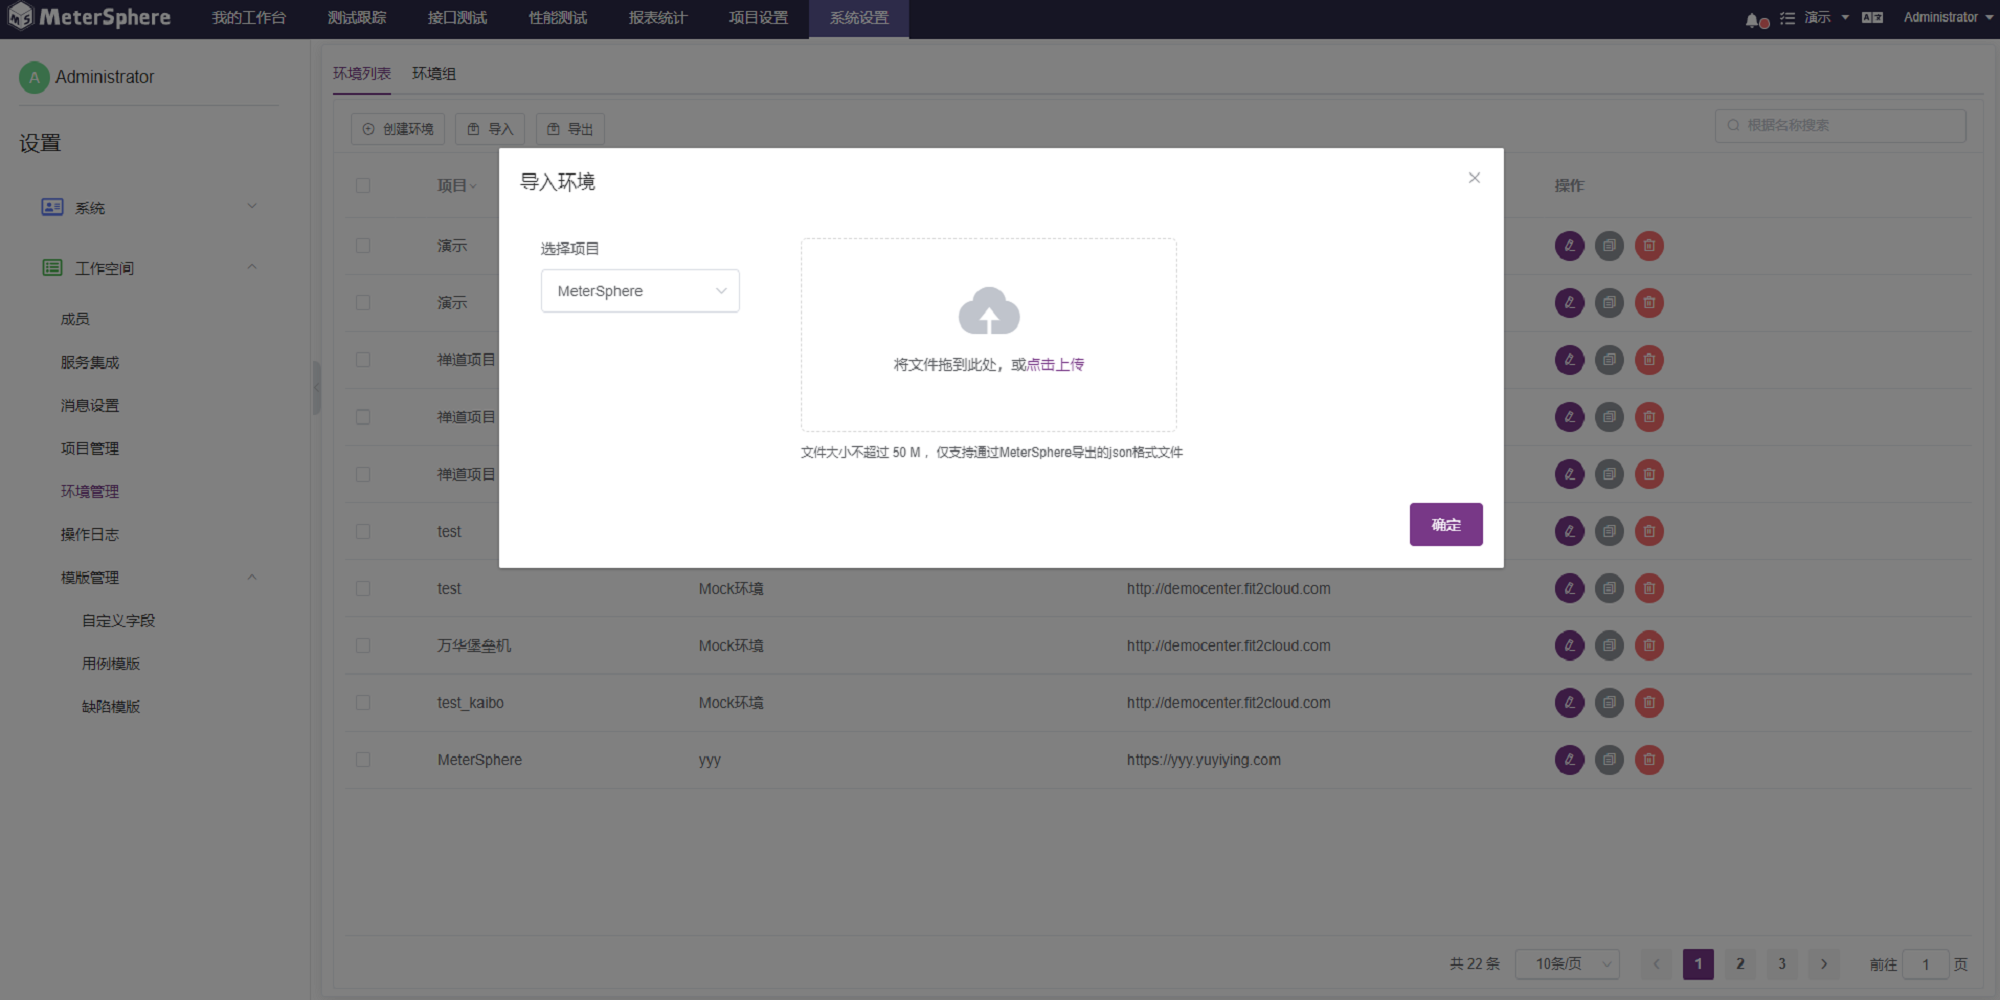 MeterSphere 我的工作台 测试跟踪 接口测试 性能测试 报表统计 项目设置 系统设置 演示 Administrator
A Administrator
设置
系统
工作空间
成员
服务集成
消息设置
项目管理
环境管理
操作日志
模版管理
自定义字段
用例模版
缺陷模版
环境列表 环境组
创建环境 导入 导出 根据名称搜索
项目 操作
演示
演示
禅道项目
禅道项目
禅道项目
test
test Mock环境 http://democenter.fit2cloud.com
万华堡垒机 Mock环境 http://democenter.fit2cloud.com
test_kaibo Mock环境 http://democenter.fit2cloud.com
MeterSphere yyy https://yyy.yuyiying.com
导入环境
选择项目
MeterSphere
将文件拖到此处，或点击上传
文件大小不超过 50 M ，仅支持通过MeterSphere导出的json格式文件
确定
共 22 条 10条/页 1 2 3 前往 1 页